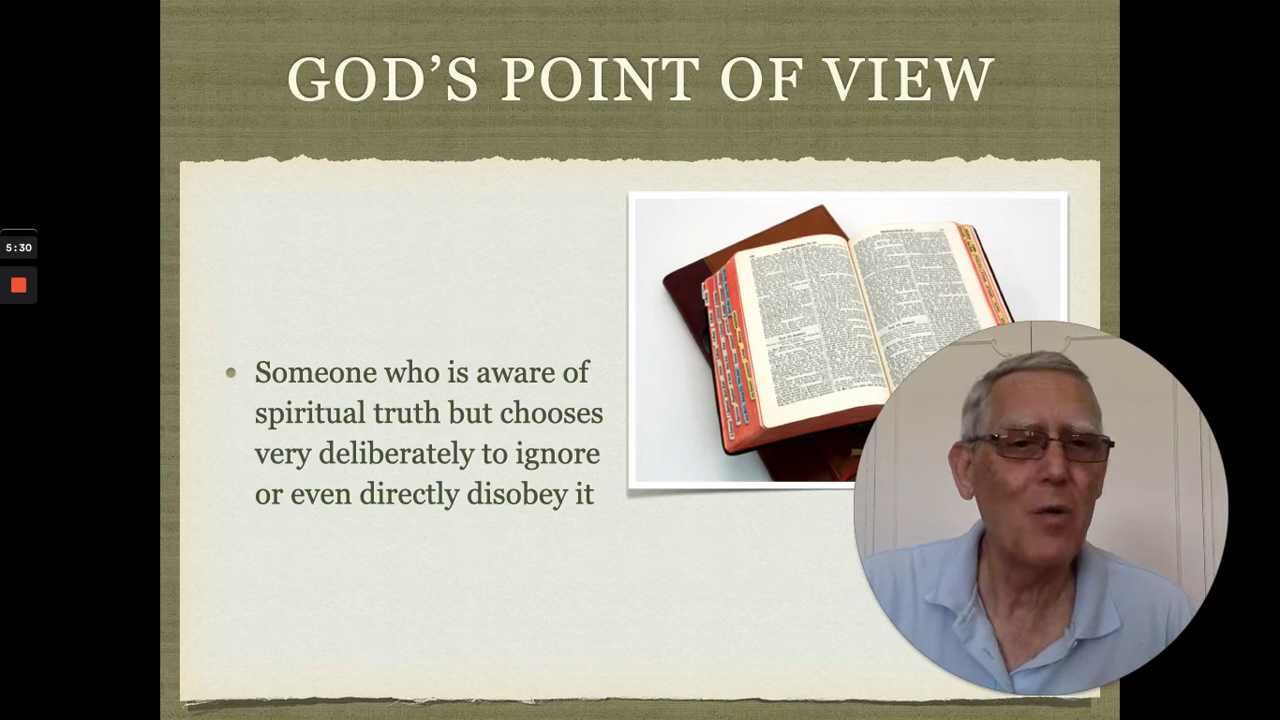 GOD’S POINT OF VIEW
5:30
• Someone who is aware of
spiritual truth but chooses
very deliberately to ignore
or even directly disobey it